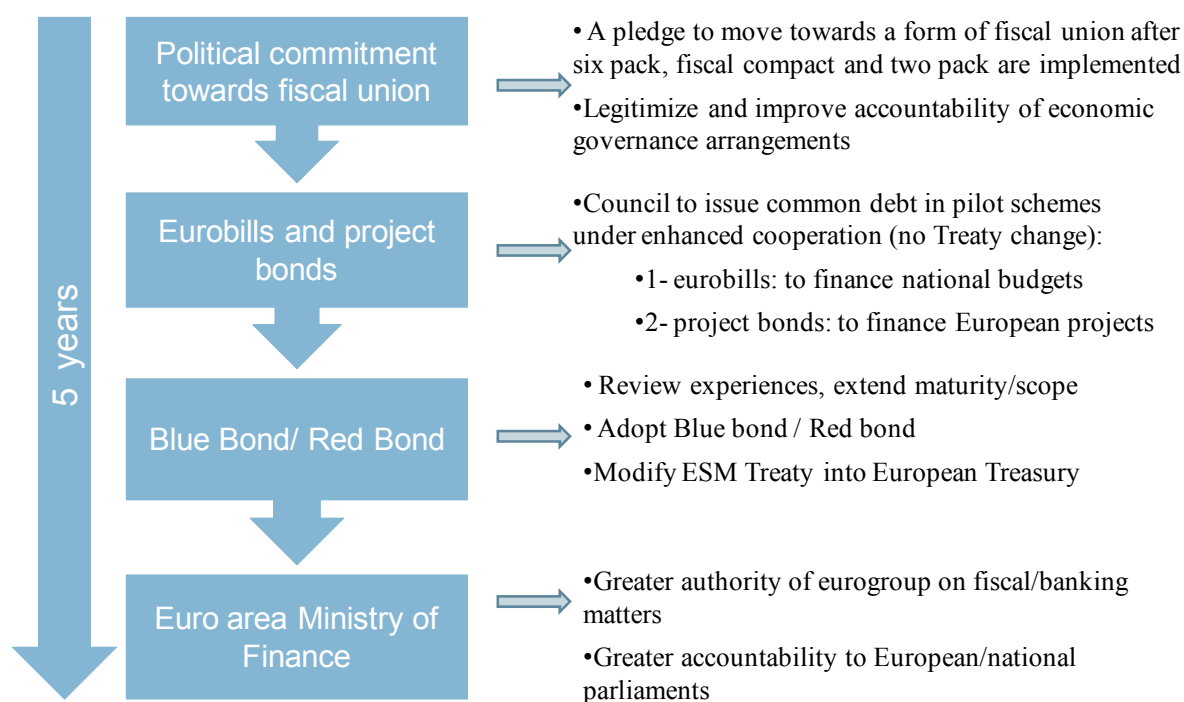 5 years
Political commitment
towards fiscal union
• A pledge to move towards a form of fiscal union after
six pack, fiscal compact and two pack are implemented
•Legitimize and improve accountability of economic
governance arrangements
Eurobills and project
bonds
•Council to issue common debt in pilot schemes
under enhanced cooperation (no Treaty change):
•1- eurobills: to finance national budgets
•2- project bonds: to finance European projects
Blue Bond/ Red Bond
• Review experiences, extend maturity/scope
• Adopt Blue bond / Red bond
•Modify ESM Treaty into European Treasury
Euro area Ministry of
Finance
•Greater authority of eurogroup on fiscal/banking
matters
•Greater accountability to European/national
parliaments